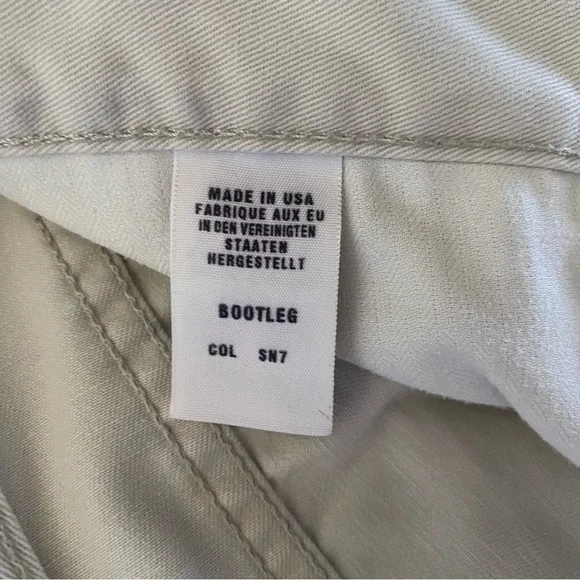 MADE IN USA
FABRIQUE AUX EU
IN DEN VEREINIGTEN
STAATEN
HERGESTELLT
BOOTLEG
COL SN7